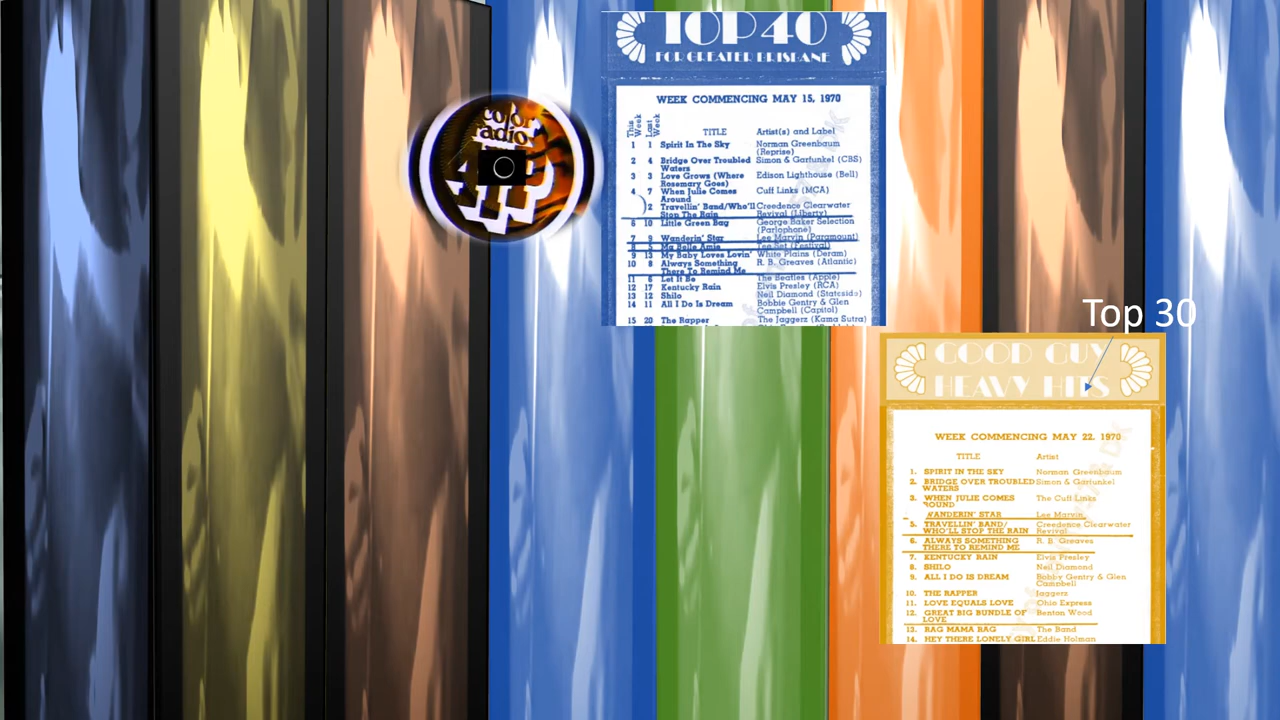 TOP 40
FOR GREATER BRISBANE
WEEK COMMENCING MAY 15, 1970
This Week Last Week TITLE Artist(s) and Label
1 1 Spirit In The Sky Norman Greenbaum
(Reprise)
2 4 Bridge Over Troubled Simon & Garfunkel (CBS)
Waters
3 3 Love Grows (Where Edison Lighthouse (Bell)
Rosemary Goes)
4 7 When Julie Comes Cuff Links (MCA)
Around
2 Travellin' Band/Who'll Creedence Clearwater
Stop The Rain Revival (Liberty)
6 10 Little Green Bag George Baker Selection
(Parlophone)
7 9 Wanderin' Star Lee Marvin (Paramount)
8 5 Ma Belle Amie Tee Set (Festival)
9 13 My Baby Loves Lovin' White Plains (Deram)
10 8 Always Something R. B. Greaves (Atlantic)
There To Remind Me
11 6 Let It Be The Beatles (Apple)
12 17 Kentucky Rain Elvis Presley (RCA)
13 12 Shilo Neil Diamond (Stateside)
14 11 All I Do Is Dream Bobbie Gentry & Glen
Campbell (Capitol)
15 20 The Rapper The Jaggerz (Kama Sutra)
color
radio
4IP
Top 30
GOOD GUY
HEAVY HITS
WEEK COMMENCING MAY 22, 1970
TITLE Artist
1. SPIRIT IN THE SKY Norman Greenbaum
2. BRIDGE OVER TROUBLED Simon & Garfunkel
WATERS
3. WHEN JULIE COMES The Cuff Links
ROUND
WANDERIN' STAR Lee Marvin
5. TRAVELLIN' BAND/ Creedence Clearwater
WHO'LL STOP THE RAIN Revival
6. ALWAYS SOMETHING R. B. Greaves
THERE TO REMIND ME
7. KENTUCKY RAIN Elvis Presley
8. SHILO Neil Diamond
9. ALL I DO IS DREAM Bobby Gentry & Glen
Campbell
10. THE RAPPER Jaggers
11. LOVE EQUALS LOVE Ohio Express
12. GREAT BIG BUNDLE OF Benton Wood
LOVE
13. RAG MAMA RAG The Band
14. HEY THERE LONELY GIRL Eddie Holman